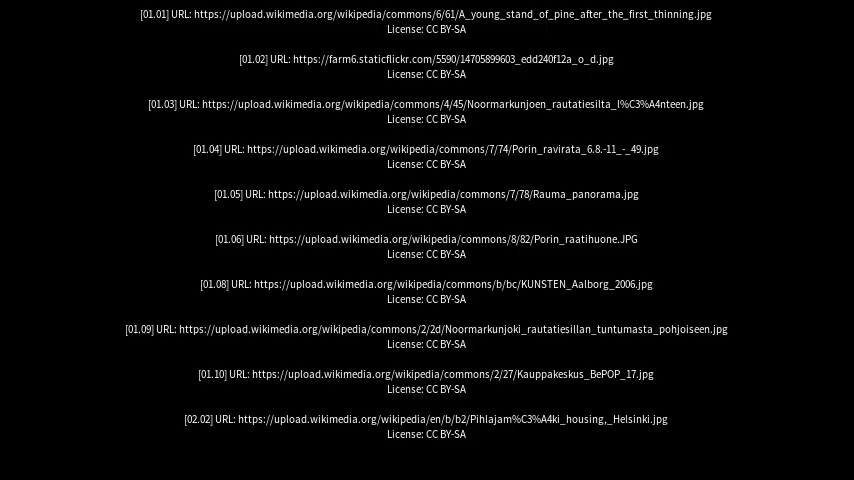 [01.01] URL: https://upload.wikimedia.org/wikipedia/commons/6/61/A_young_stand_of_pine_after_the_first_thinning.jpg
License: CC BY-SA
[01.02] URL: https://farm6.staticflickr.com/5590/14705899603_edd240f12a_o_d.jpg
License: CC BY-SA
[01.03] URL: https://upload.wikimedia.org/wikipedia/commons/4/45/Noormarkunjoen_rautatiesilta_l%C3%A4nteen.jpg
License: CC BY-SA
[01.04] URL: https://upload.wikimedia.org/wikipedia/commons/7/74/Porin_ravirata_6.8.-11_-_49.jpg
License: CC BY-SA
[01.05] URL: https://upload.wikimedia.org/wikipedia/commons/7/78/Rauma_panorama.jpg
License: CC BY-SA
[01.06] URL: https://upload.wikimedia.org/wikipedia/commons/8/82/Porin_raatihuone.JPG
License: CC BY-SA
[01.08] URL: https://upload.wikimedia.org/wikipedia/commons/b/bc/KUNSTEN_Aalborg_2006.jpg
License: CC BY-SA
[01.09] URL: https://upload.wikimedia.org/wikipedia/commons/2/2d/Noormarkunjoki_rautatiesillan_tuntumasta_pohjoiseen.jpg
License: CC BY-SA
[01.10] URL: https://upload.wikimedia.org/wikipedia/commons/2/27/Kauppakeskus_BePOP_17.jpg
License: CC BY-SA
[02.02] URL: https://upload.wikimedia.org/wikipedia/en/b/b2/Pihlajam%C3%A4ki_housing,_Helsinki.jpg
License: CC BY-SA